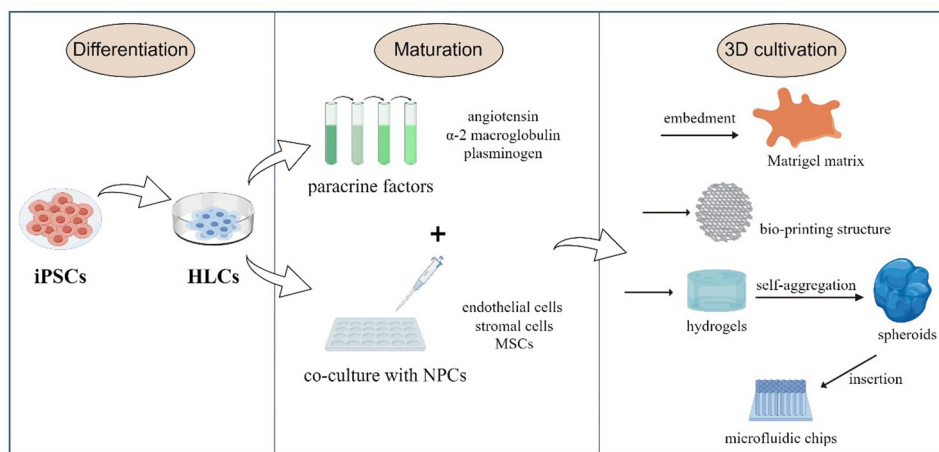 Differentiation
iPSCs
HLCs
Maturation
angiotensin
α-2 macroglobulin
plasminogen
paracrine factors
+
endothelial cells
stromal cells
MSCs
co-culture with NPCs
3D cultivation
embedment
Matrigel matrix
bio-printing structure
self-aggregation
hydrogels
spheroids
insertion
microfluidic chips